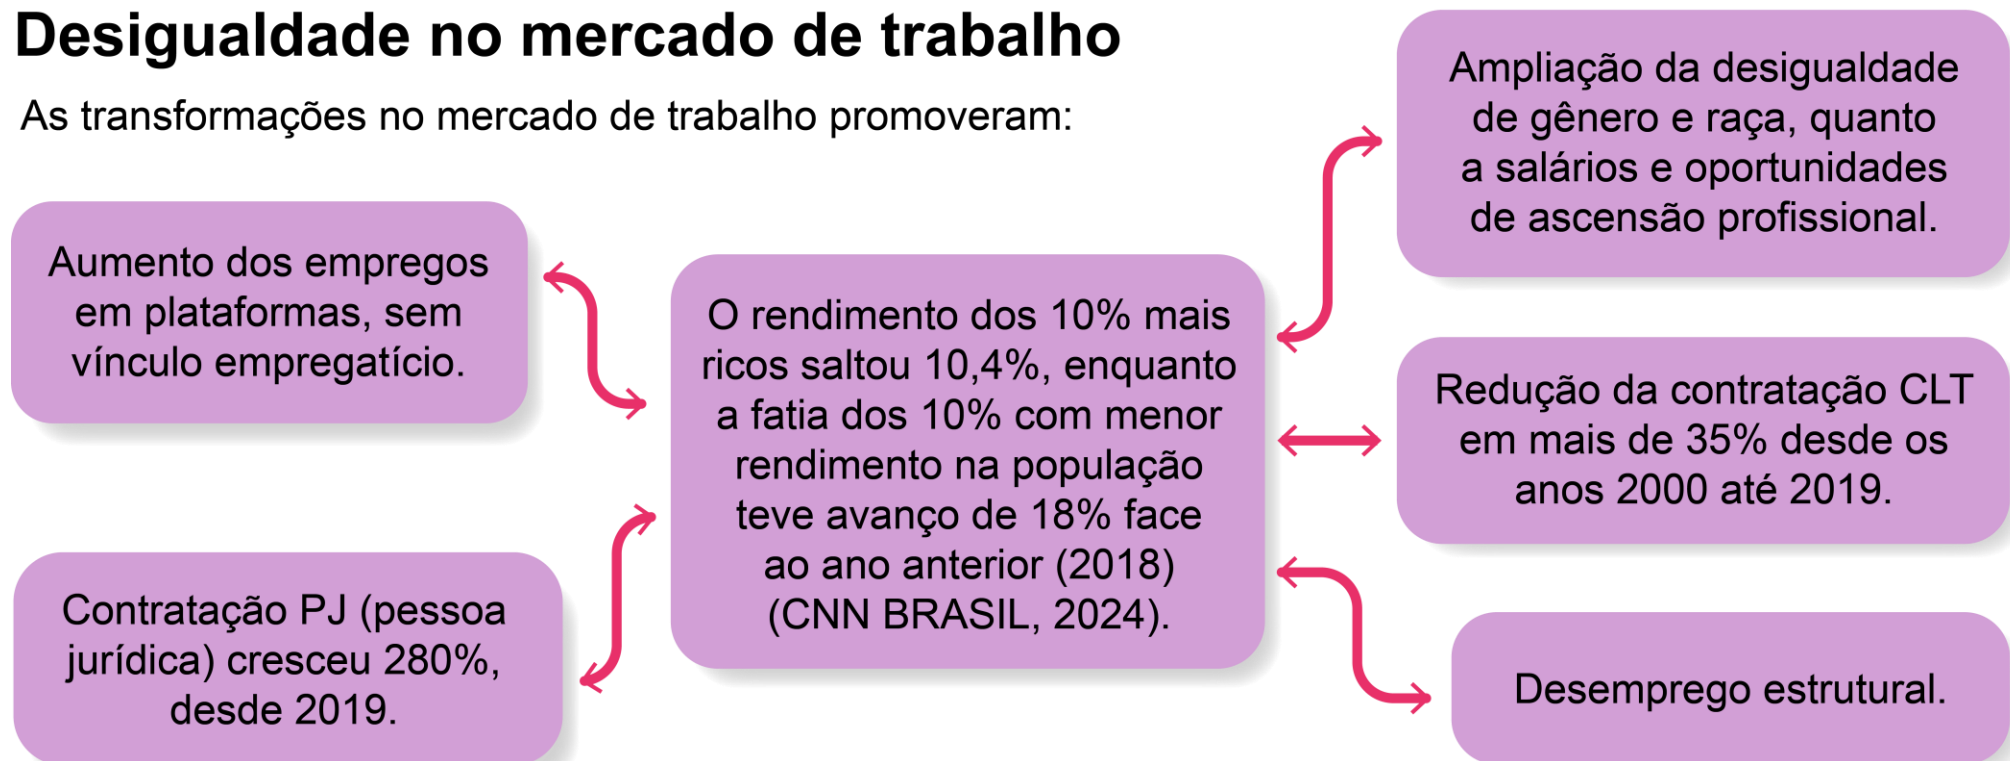 Desigualdade no mercado de trabalho
As transformações no mercado de trabalho promoveram:
Aumento dos empregos
em plataformas, sem
vínculo empregatício.
Contratação PJ (pessoa
jurídica) cresceu 280%,
desde 2019.
O rendimento dos 10% mais
ricos saltou 10,4%, enquanto
a fatia dos 10% com menor
rendimento na população
teve avanço de 18% face
ao ano anterior (2018)
(CNN BRASIL, 2024).
Ampliação da desigualdade
de gênero e raça, quanto
a salários e oportunidades
de ascensão profissional.
Redução da contratação CLT
em mais de 35% desde os
anos 2000 até 2019.
Desemprego estrutural.